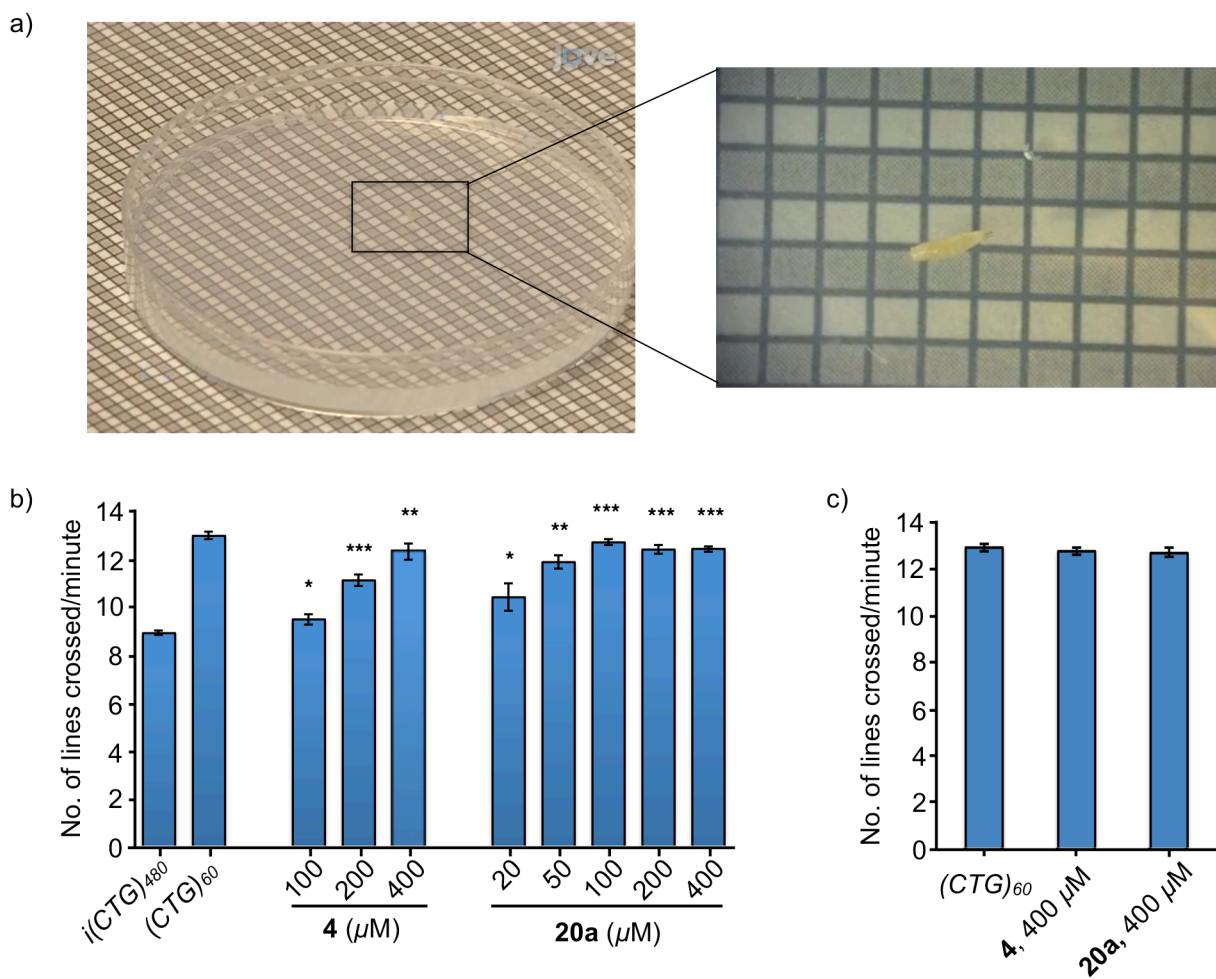 a)
jove
b)
No. of lines crossed/minute
14
12
10
8
6
4
2
0
* *** ** * ** *** *** ***
i(CTG)480
(CTG)60
100 200 400
4 (µM)
20 50 100 200 400
20a (µM)
c)
No. of lines crossed/minute
14
12
10
8
6
4
2
0
(CTG)60
4, 400 µM
20a, 400 µM